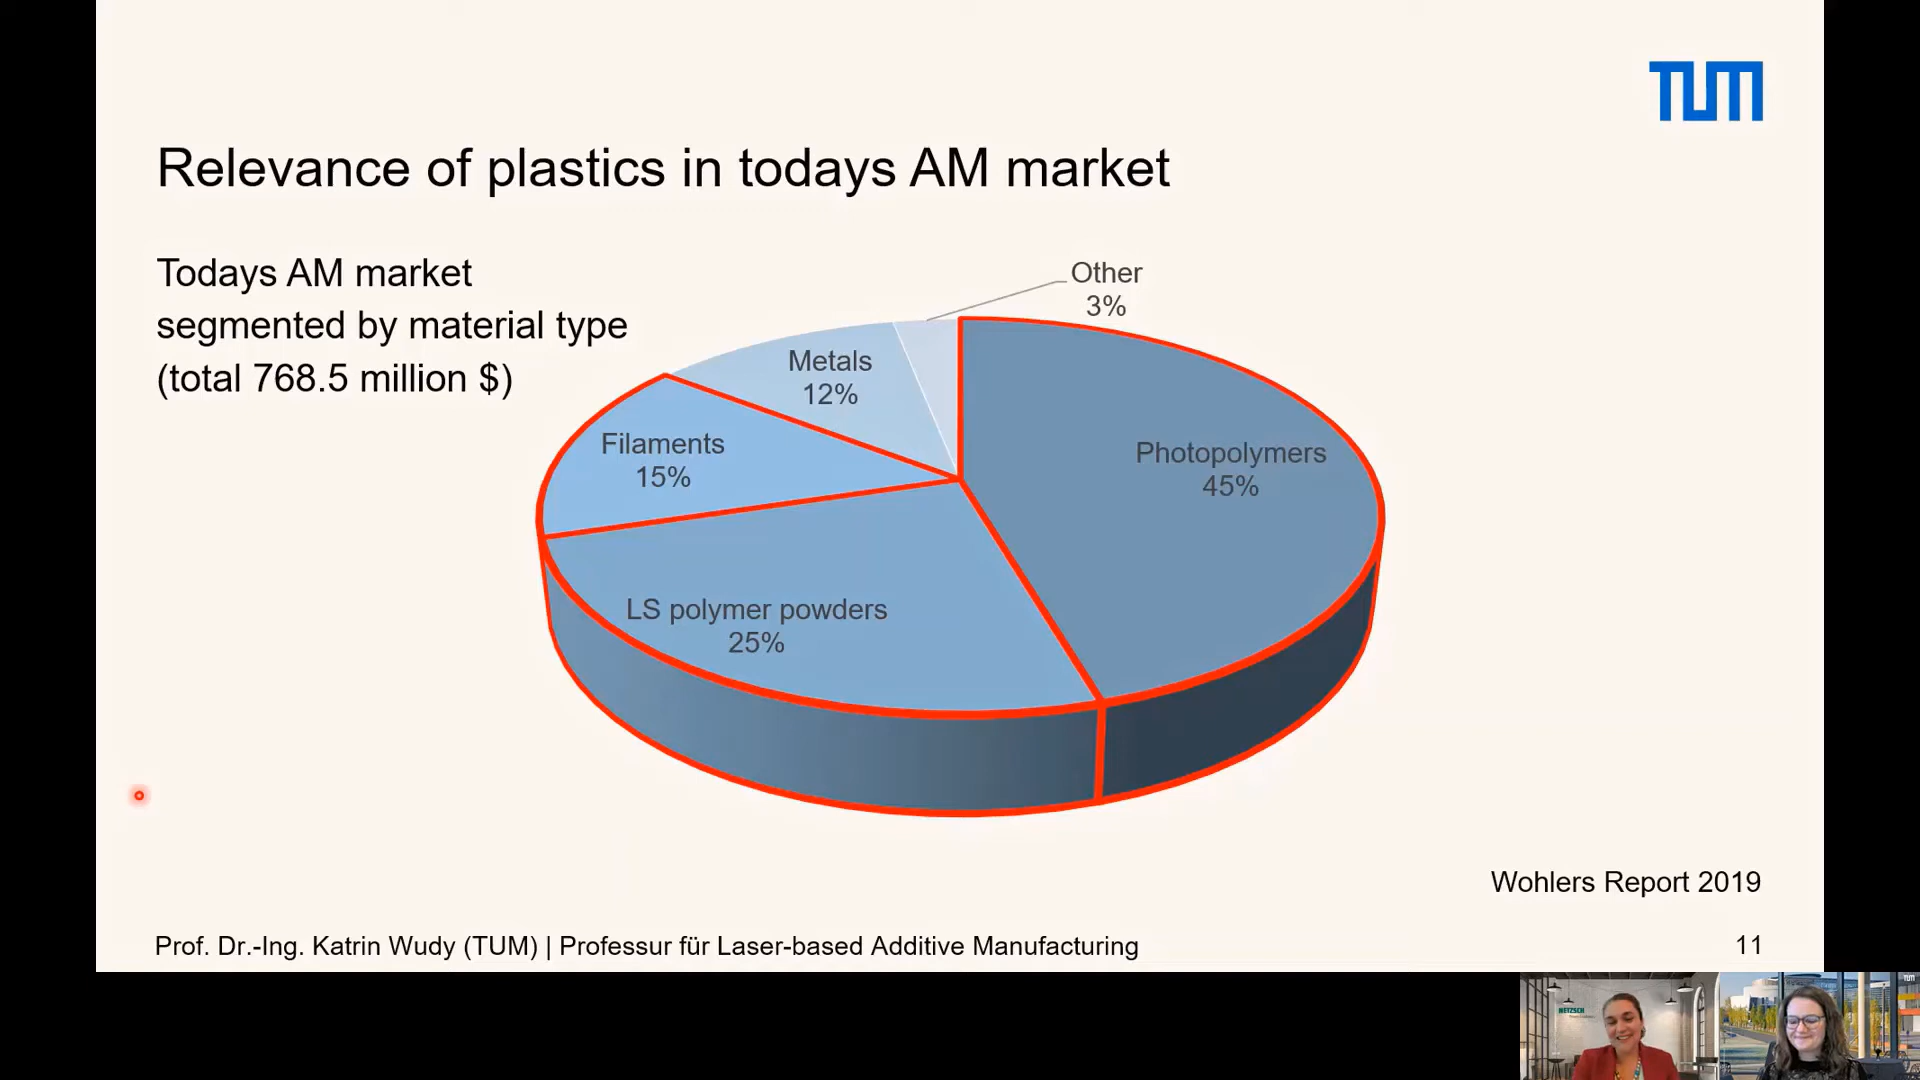 TUM
Relevance of plastics in todays AM market
Todays AM market
segmented by material type
(total 768.5 million $)
Other
3%
Metals
12%
Filaments
15%
Photopolymers
45%
LS polymer powders
25%
Wohlers Report 2019
Prof. Dr.-Ing. Katrin Wudy (TUM) | Professur für Laser-based Additive Manufacturing
11
NETZSCH
TUM